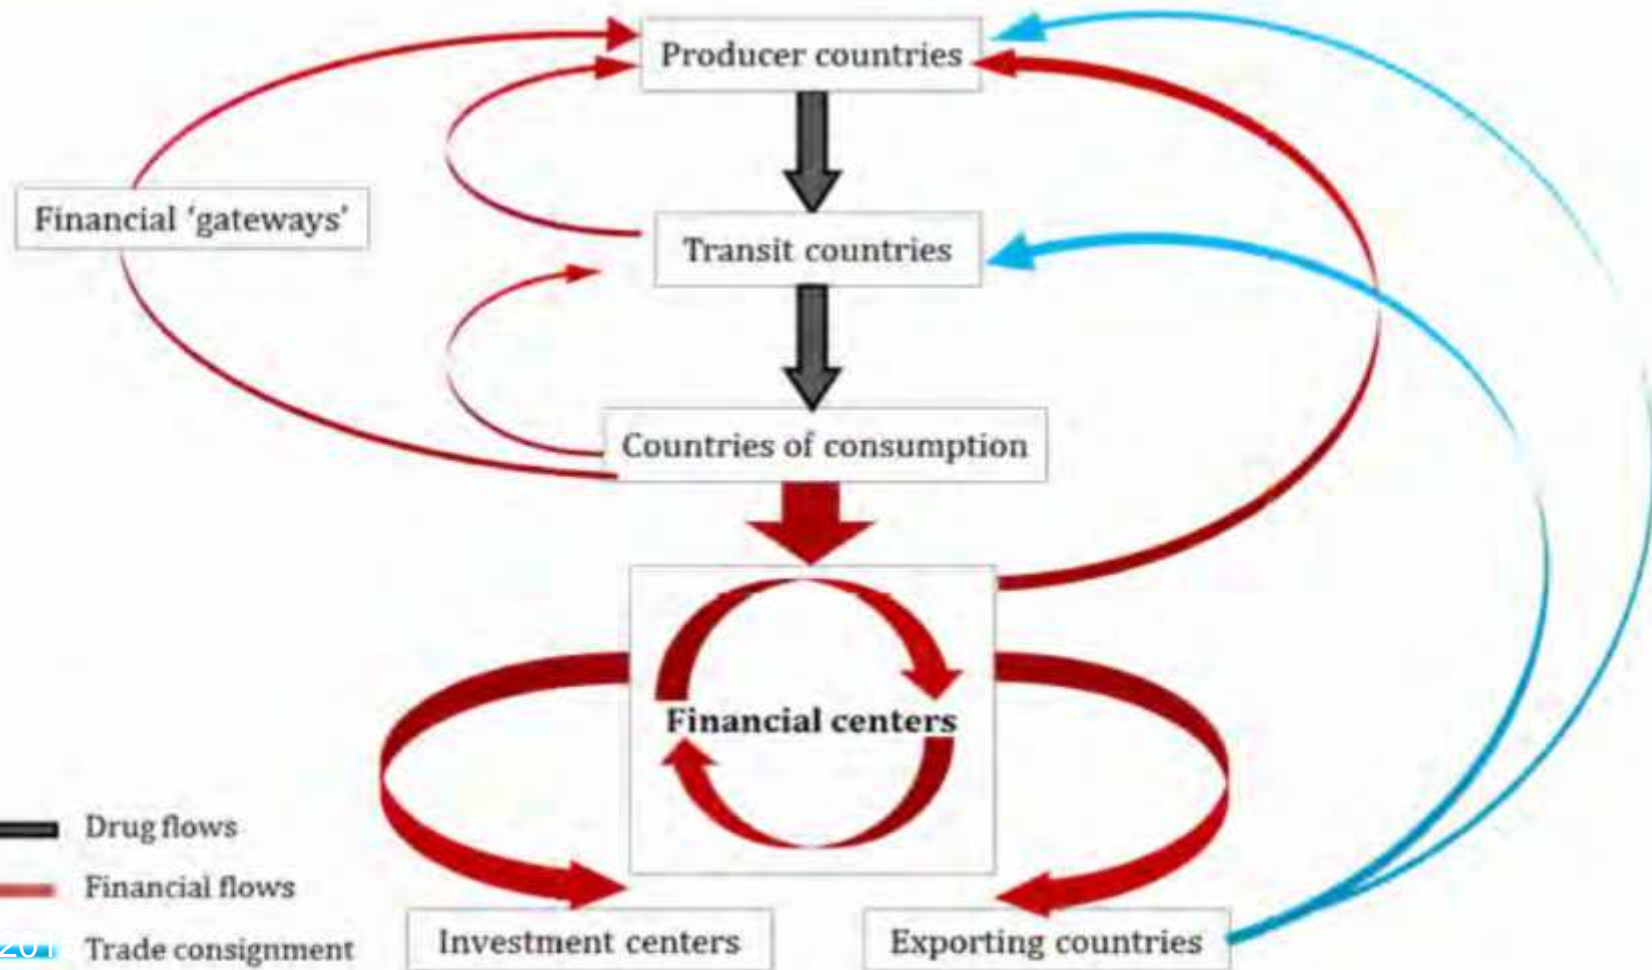 Producer countries
Financial ‘gateways’
Transit countries
Countries of consumption
Financial centers
Drug flows
Financial flows
Trade consignment
Investment centers
Exporting countries